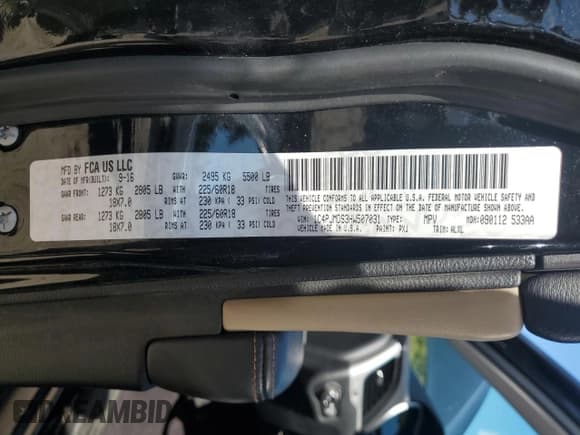 MFD BY: FCA US LLC
DATE OF MFR(BUILT): 9-16 GVWR: 2495 KG 5500 LB
GAWR FRONT: 1273 KG 2805 LB WITH 225/60R18 TIRES
18X7.0 230 KPA ( 33 PSI) COLD
GAWR REAR: 1273 KG 2805 LB WITH 225/60R18 TIRES
18X7.0 230 KPA ( 33 PSI) COLD
THIS VEHICLE CONFORMS TO ALL APPLICABLE U.S.A. FEDERAL MOTOR VEHICLE SAFETY
AND THEFT PREVENTION STANDARDS IN EFFECT ON THE DATE OF MANUFACTURE SHOWN ABOVE.
VIN: 1C4PJMDS3HW507031 TYPE: MPV MDH: 090112 533AA
VEHICLE MADE IN U.S.A. PAINT: PXJ TRIM: ALXL
DREAMBID